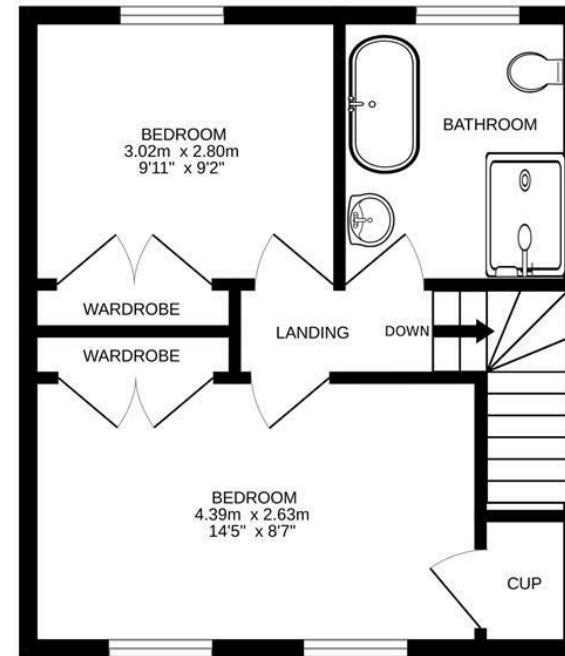 BEDROOM
3.02m x 2.80m
9'11" x 9'2"
BATHROOM
WARDROBE
LANDING
DOWN
WARDROBE
BEDROOM
4.39m x 2.63m
14'5" x 8'7"
CUP